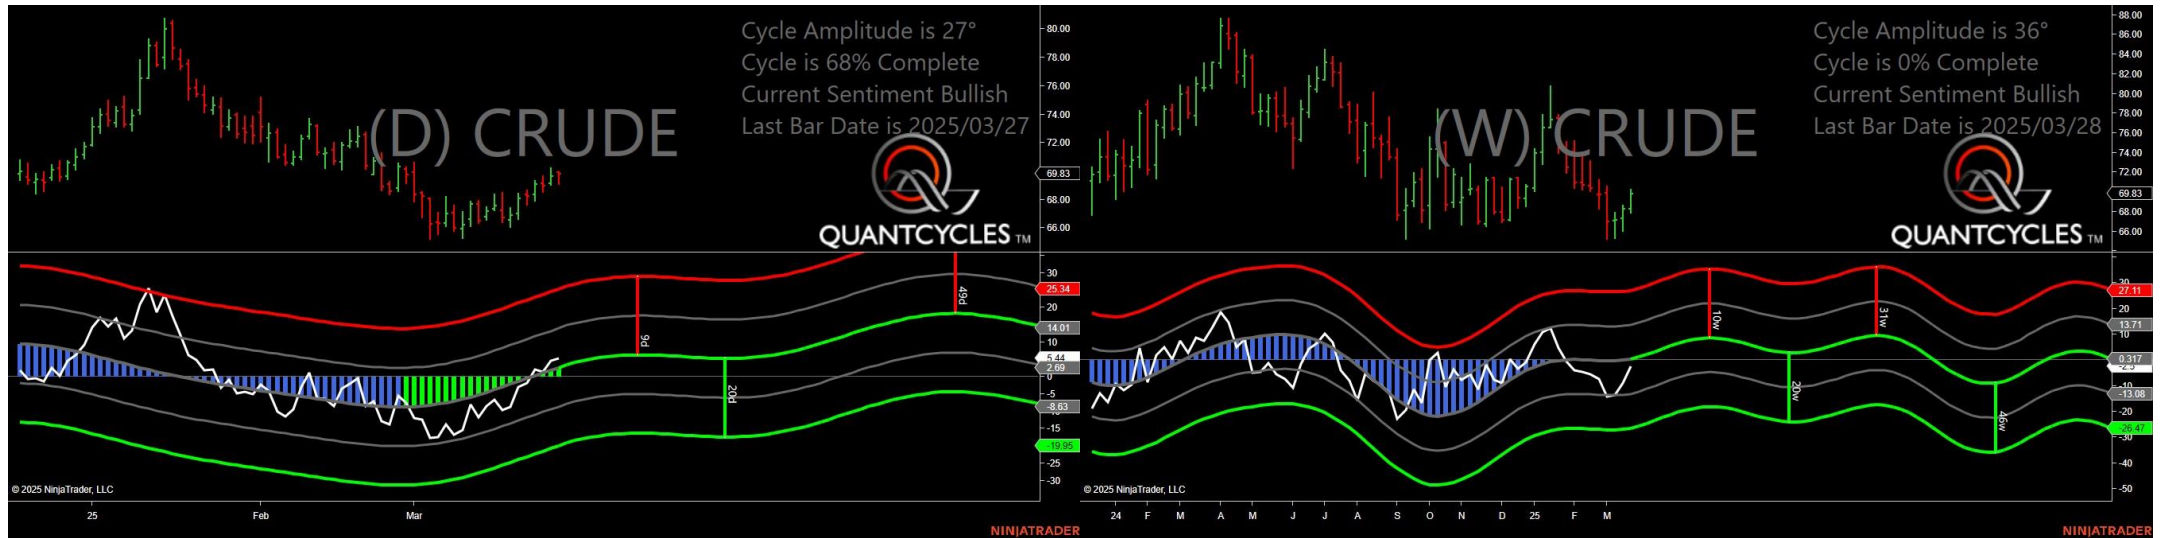 Cycle Amplitude is 27°
Cycle is 68% Complete
Current Sentiment Bullish
Last Bar Date is 2025/03/27
(D) CRUDE
QUANTCYCLES TM
80.00
78.00
76.00
74.00
72.00
69.83
68.00
66.00
30
25.34
20
14.01
10
5.44
2.69
0
-5
-8.63
-15
-19.95
-25
-30
9d
20d
49d
© 2025 NinjaTrader, LLC
25
Feb
Mar
NINJATRADER
Cycle Amplitude is 36°
Cycle is 0% Complete
Current Sentiment Bullish
Last Bar Date is 2025/03/28
(W) CRUDE
QUANTCYCLES TM
88.00
86.00
84.00
82.00
80.00
78.00
76.00
74.00
72.00
69.83
68.00
66.00
27.11
20
13.71
0.317
-2.5
-10
-13.08
-20
-26.47
-30
-40
-50
10w
20w
31w
46w
© 2025 NinjaTrader, LLC
24
F
M
A
M
J
J
A
S
O
N
D
25
F
M
NINJATRADER